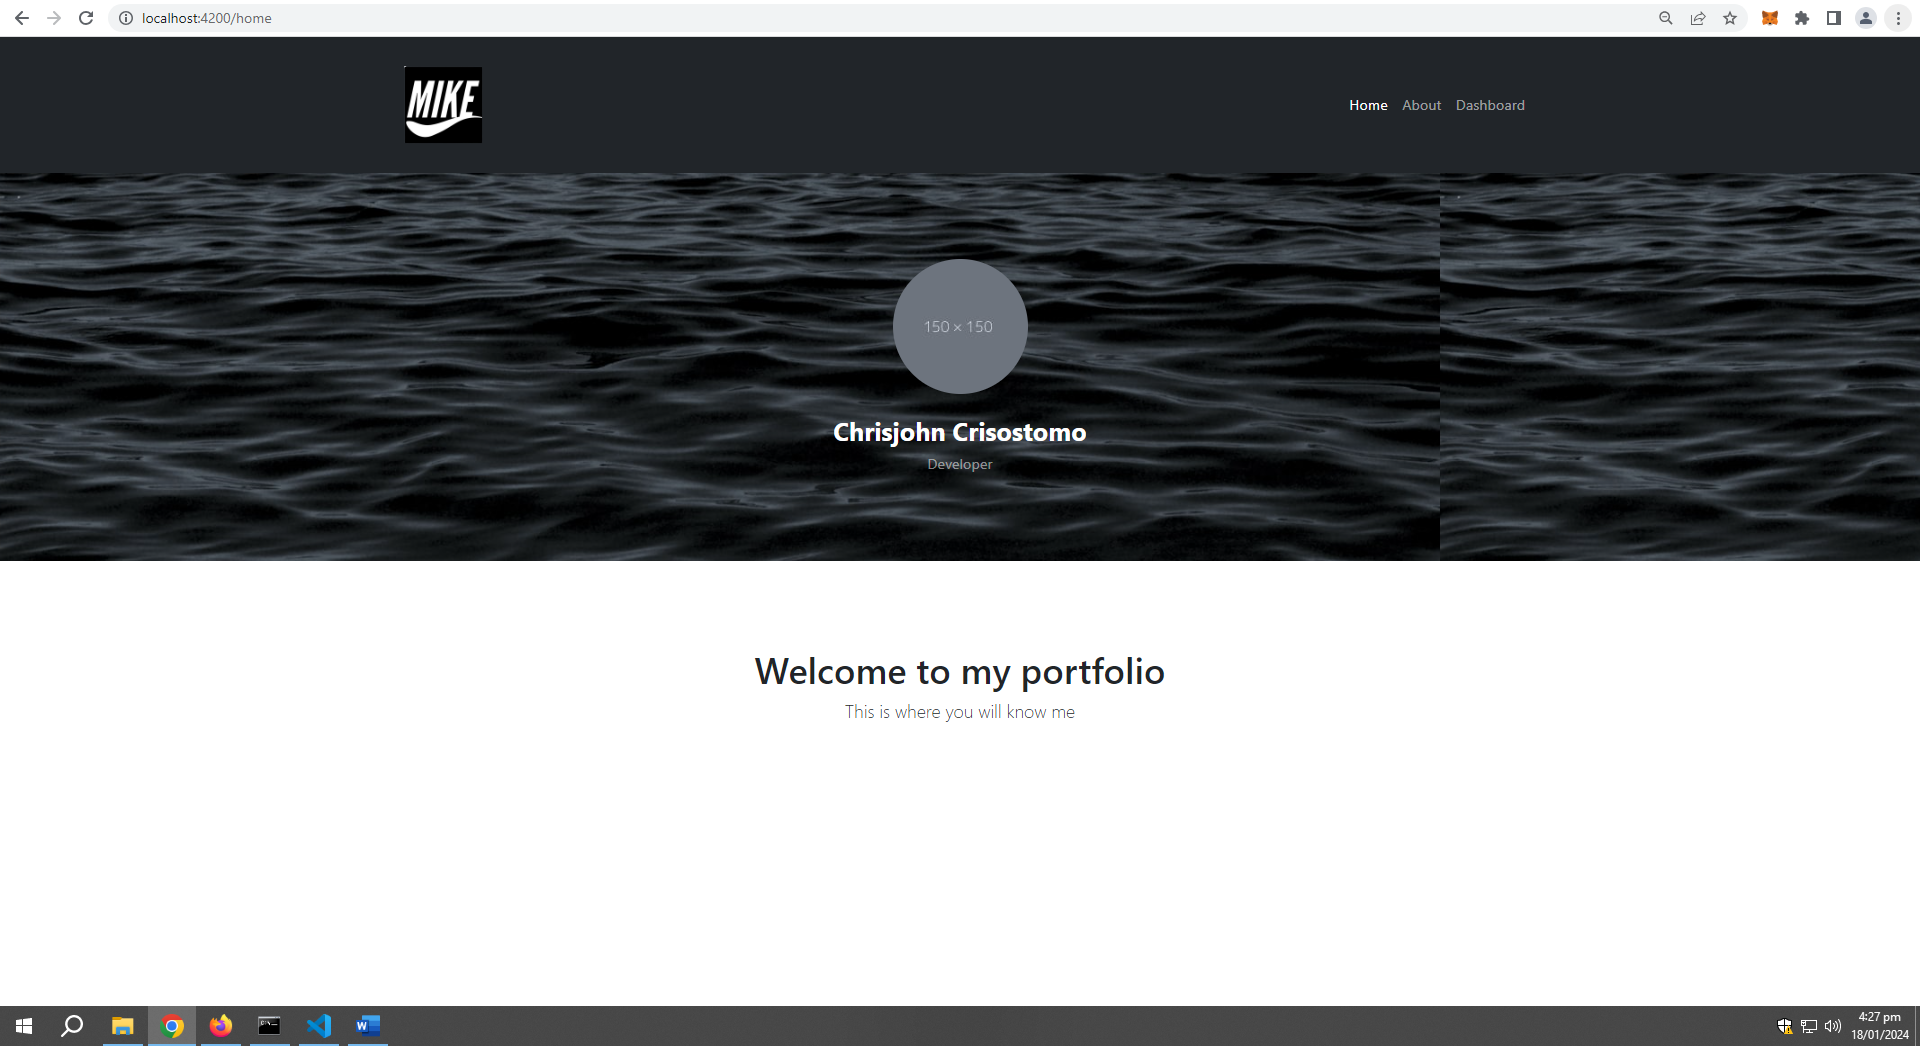 localhost:4200/home
MIKE
Home About Dashboard
150 × 150
Chrisjohn Crisostomo
Developer
Welcome to my portfolio
This is where you will know me
4:27 pm
18/01/2024